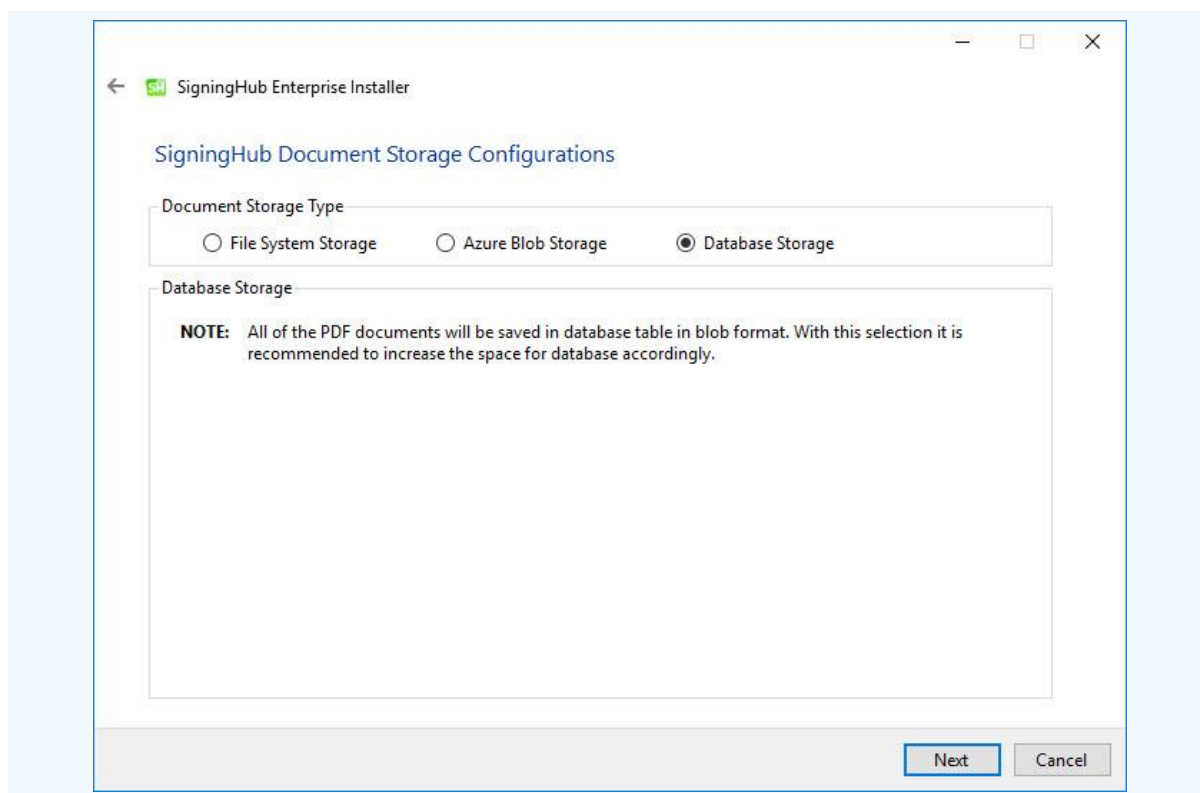 SH SigningHub Enterprise Installer
SigningHub Document Storage Configurations
Document Storage Type
File System Storage Azure Blob Storage Database Storage
Database Storage
NOTE: All of the PDF documents will be saved in database table in blob format. With this selection it is
recommended to increase the space for database accordingly.
Next Cancel